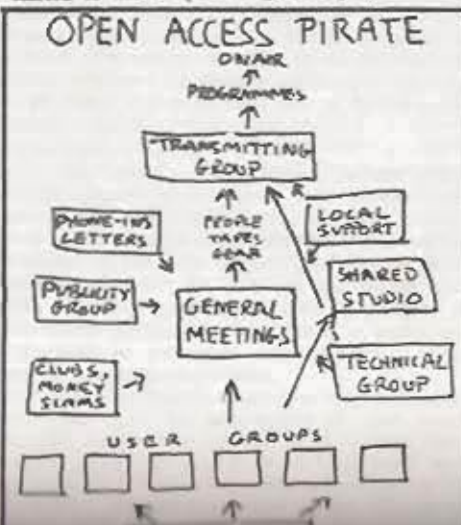 OPEN ACCESS PIRATE
ON AIR
PROGRAMMES
TRANSMITTING
GROUP
PHONE-INS
LETTERS
PEOPLE
TAPES
GEAR
LOCAL
SUPPORT
PUBLICITY
GROUP
GENERAL
MEETINGS
SHARED
STUDIO
CLUBS,
MONEY
SCAMS
TECHNICAL
GROUP
USER GROUPS